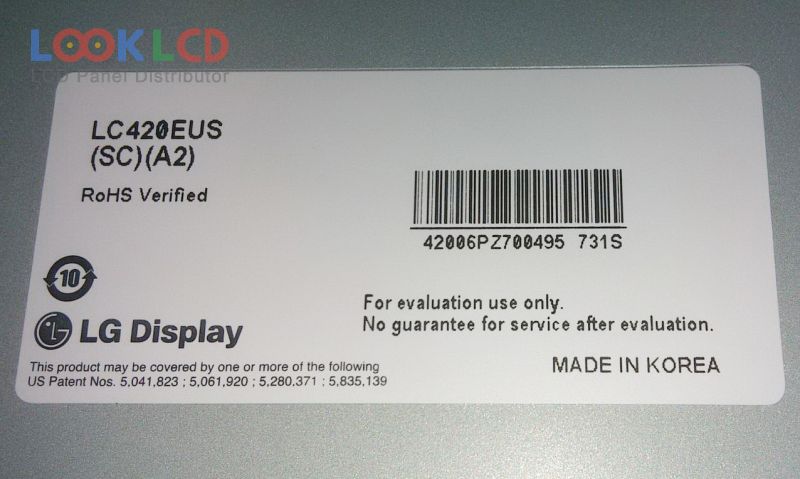 LOOKLCD
LCD Panel Distributor
LC420EUS
(SC)(A2)
RoHS Verified
42006PZ700495 731S
10
LG Display
For evaluation use only.
No guarantee for service after evaluation.
This product may be covered by one or more of the following
US Patent Nos. 5,041,823 ; 5,061,920 ; 5,280.371 ; 5,835,139
MADE IN KOREA